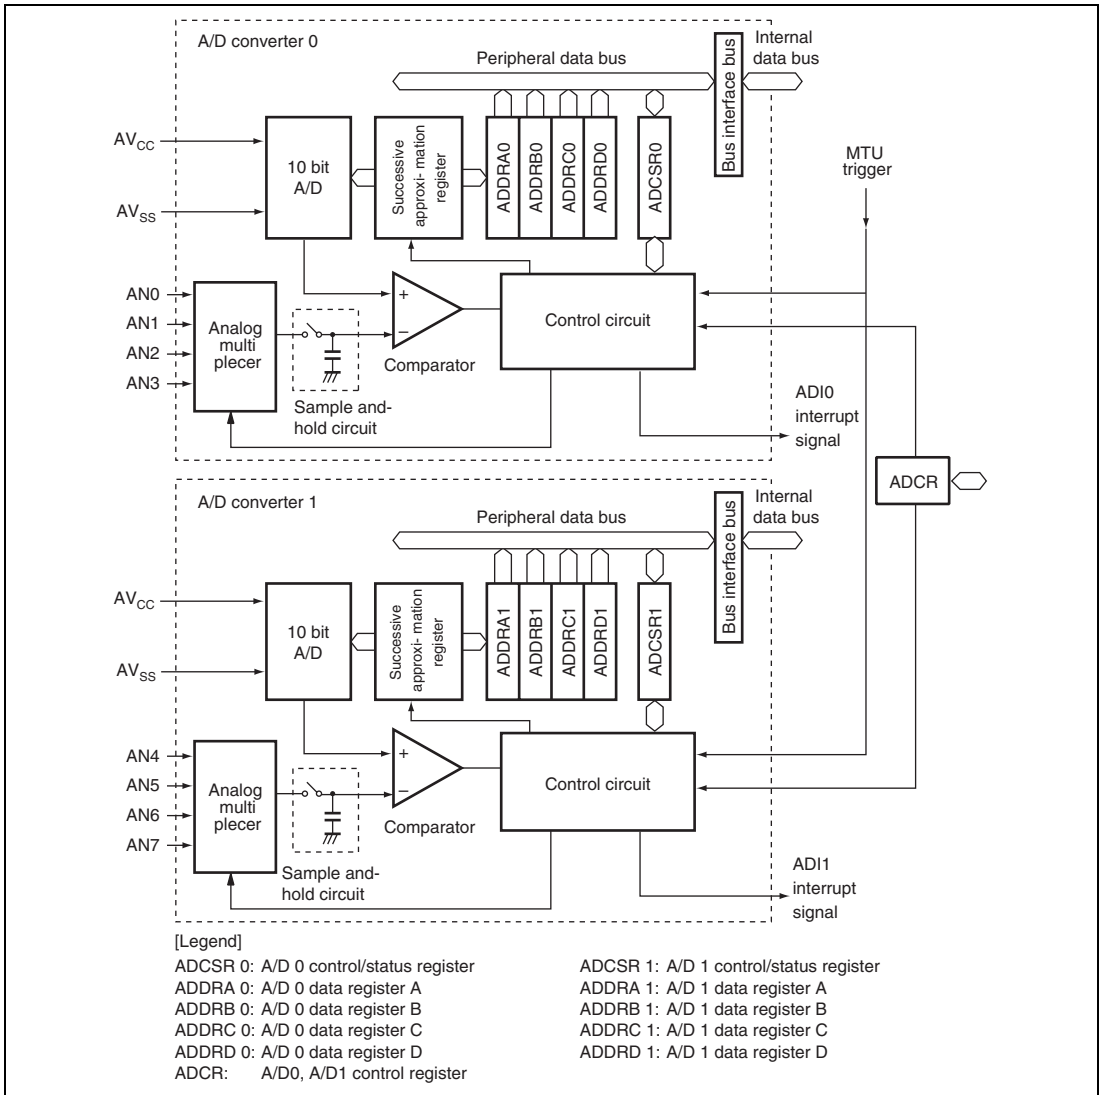 A/D converter 0
Peripheral data bus
Internal
data bus
Bus interface bus
AVCC
AVSS
10 bit
A/D
Successive
approxi- mation
register
ADDRA0
ADDRB0
ADDRC0
ADDRD0
ADCSR0
MTU
trigger
AN0
AN1
AN2
AN3
Analog
multi
plecer
+
−
Comparator
Control circuit
Sample and-
hold circuit
ADI0
interrupt
signal
ADCR
A/D converter 1
Peripheral data bus
Internal
data bus
Bus interface bus
AVCC
AVSS
10 bit
A/D
Successive
approxi- mation
register
ADDRA1
ADDRB1
ADDRC1
ADDRD1
ADCSR1
AN4
AN5
AN6
AN7
Analog
multi
plecer
+
−
Comparator
Control circuit
Sample and-
hold circuit
ADI1
interrupt
signal
[Legend]
ADCSR 0: A/D 0 control/status register
ADDRA 0: A/D 0 data register A
ADDRB 0: A/D 0 data register B
ADDRC 0: A/D 0 data register C
ADDRD 0: A/D 0 data register D
ADCR: A/D0, A/D1 control register
ADCSR 1: A/D 1 control/status register
ADDRA 1: A/D 1 data register A
ADDRB 1: A/D 1 data register B
ADDRC 1: A/D 1 data register C
ADDRD 1: A/D 1 data register D